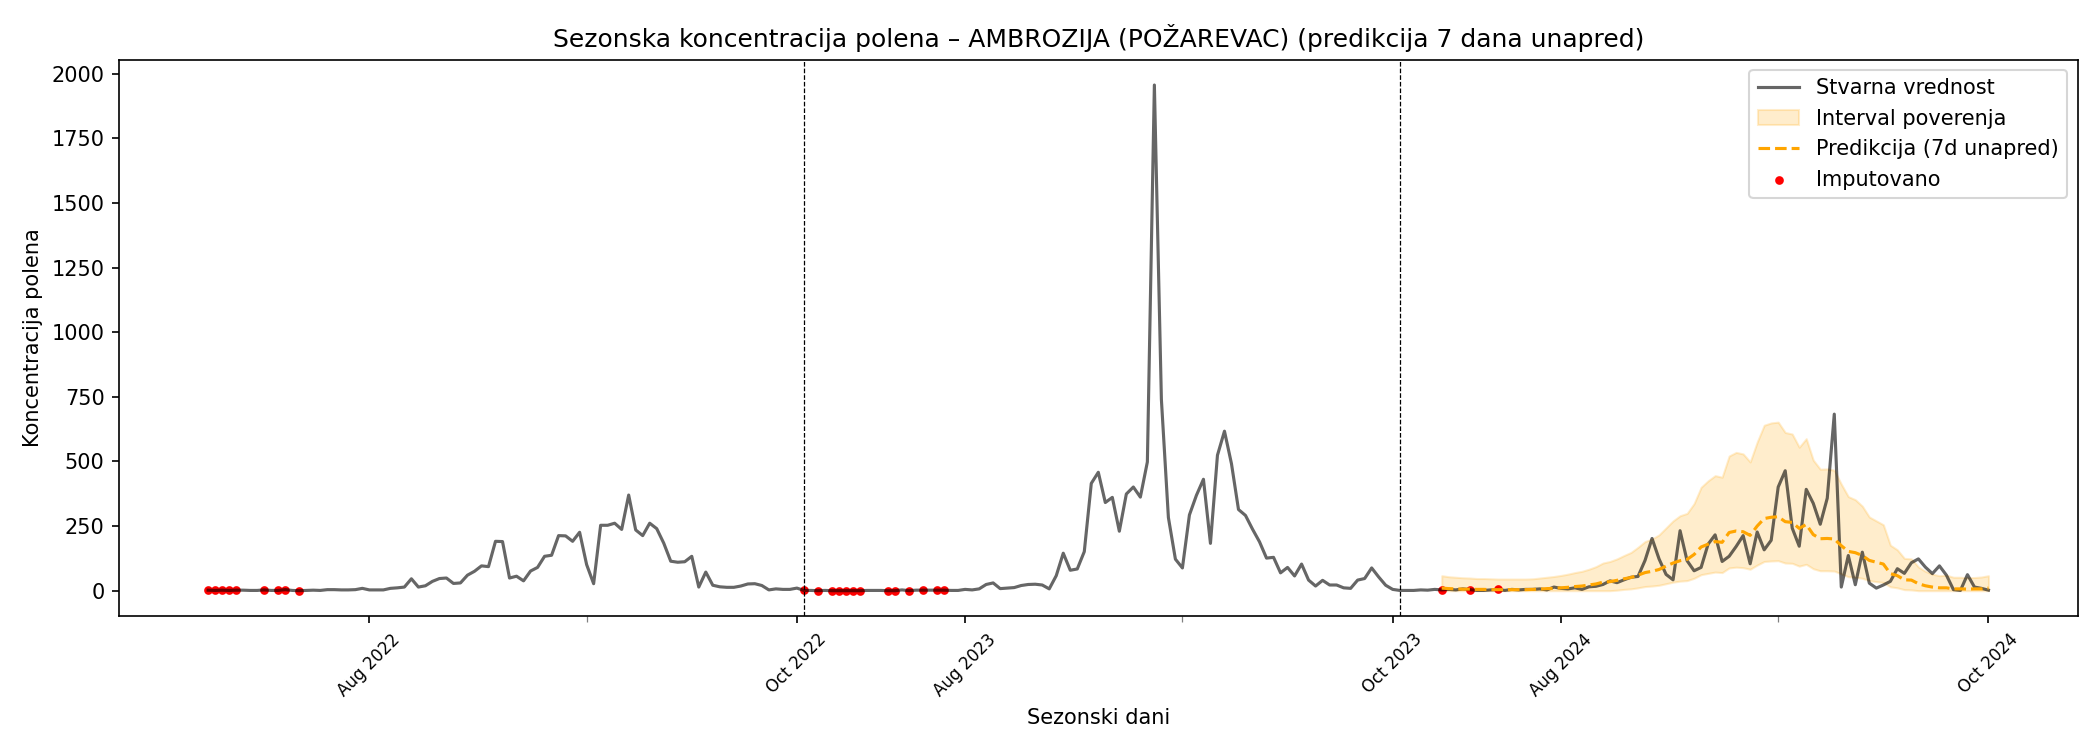 Sezonska koncentracija polena – AMBROZIJA (POŽAREVAC) (predikcija 7 dana unapred)
Koncentracija polena
2000
1750
1500
1250
1000
750
500
250
0
Stvarna vrednost
Interval poverenja
Predikcija (7d unapred)
Imputovano
Aug 2022
Oct 2022
Aug 2023
Oct 2023
Aug 2024
Oct 2024
Sezonski dani